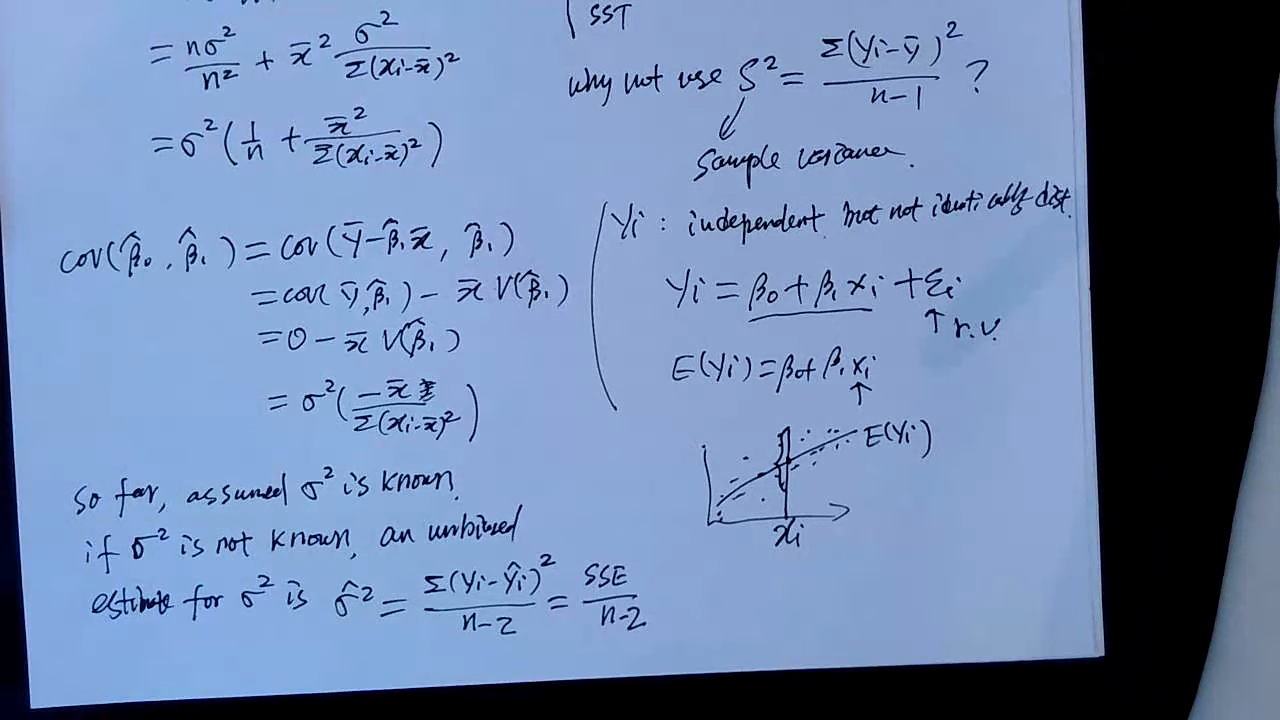 = nσ²/n² + x̄² σ²/Σ(xi-x̄)²
= σ²(1/n + x̄²/Σ(xi-x̄)²)
cov(β̂₀, β̂₁) = cov(ȳ-β̂₁x̄, β̂₁)
= cov(ȳ, β̂₁) - x̄ V(β̂₁)
= 0 - x̄ V(β̂₁)
= σ²(-x̄/Σ(xi-x̄)²)
so far, assumed σ² is known.
if σ² is not known, an unbiased
estimate for σ² is σ̂² = Σ(yi-ŷi)²/n-2 = SSE/n-2
SST
why not use S² = Σ(yi-ȳ)²/n-1 ?
sample variance.
Yi : independent but not identically dist.
Yi = β₀+β₁xi + εi
↑ r.v.
E(Yi) = β₀+β₁xi
↑
E(Yi)
xi